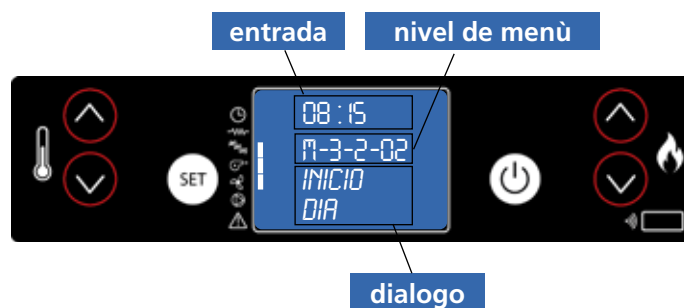 entrada
nivel de menù
08:15
M-3-2-02
SET
INICIO
DIA
dialogo